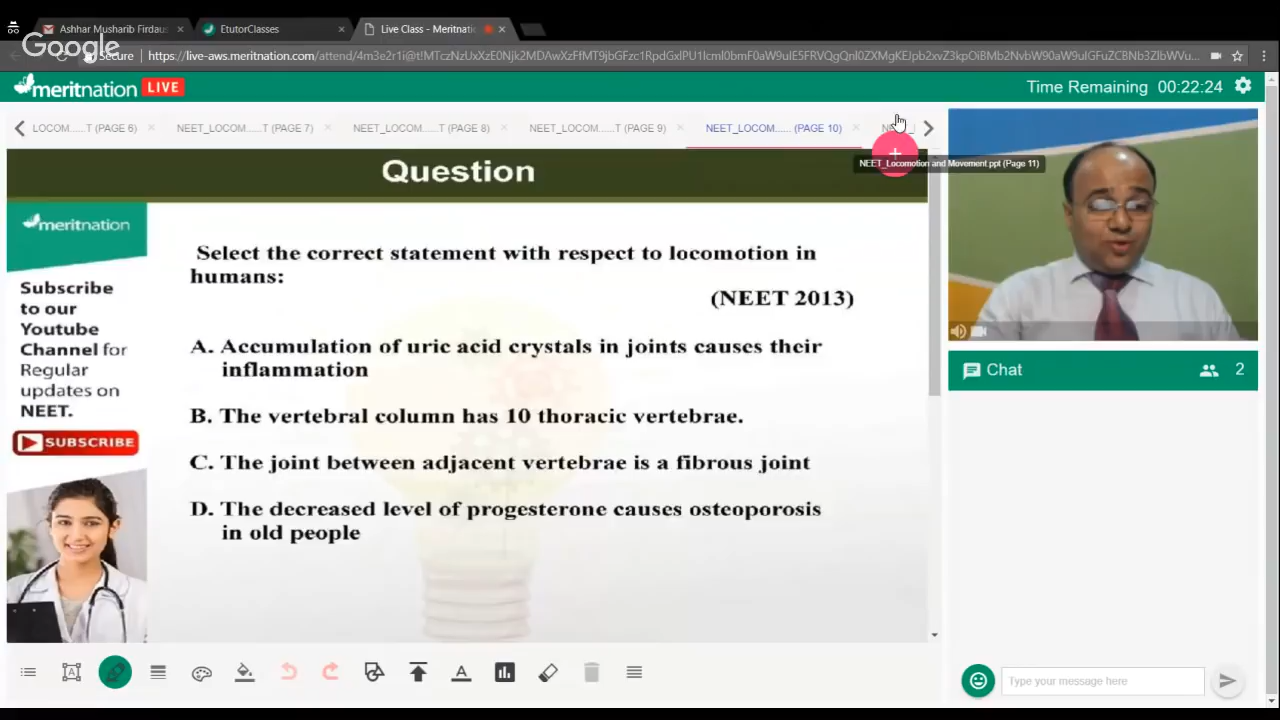 Ashhar Musharib Firdaus
EtutorClasses
Live Class - Meritnatio
Google
Secure
https://live-aws.meritnation.com
meritnation LIVE
Time Remaining 00:22:24
LOCOM......T (PAGE 6)
NEET_LOCOM......T (PAGE 7)
NEET_LOCOM......T (PAGE 8)
NEET_LOCOM......T (PAGE 9)
NEET_LOCOM...... (PAGE 10)
NEET_Locomotion and Movement ppt (Page 11)
Question
meritnation
Subscribe
to our
Youtube
Channel for
Regular
updates on
NEET.
SUBSCRIBE
Select the correct statement with respect to locomotion in
humans:
(NEET 2013)
A. Accumulation of uric acid crystals in joints causes their
inflammation
B. The vertebral column has 10 thoracic vertebrae.
C. The joint between adjacent vertebrae is a fibrous joint
D. The decreased level of progesterone causes osteoporosis
in old people
Chat
2
Type your message here